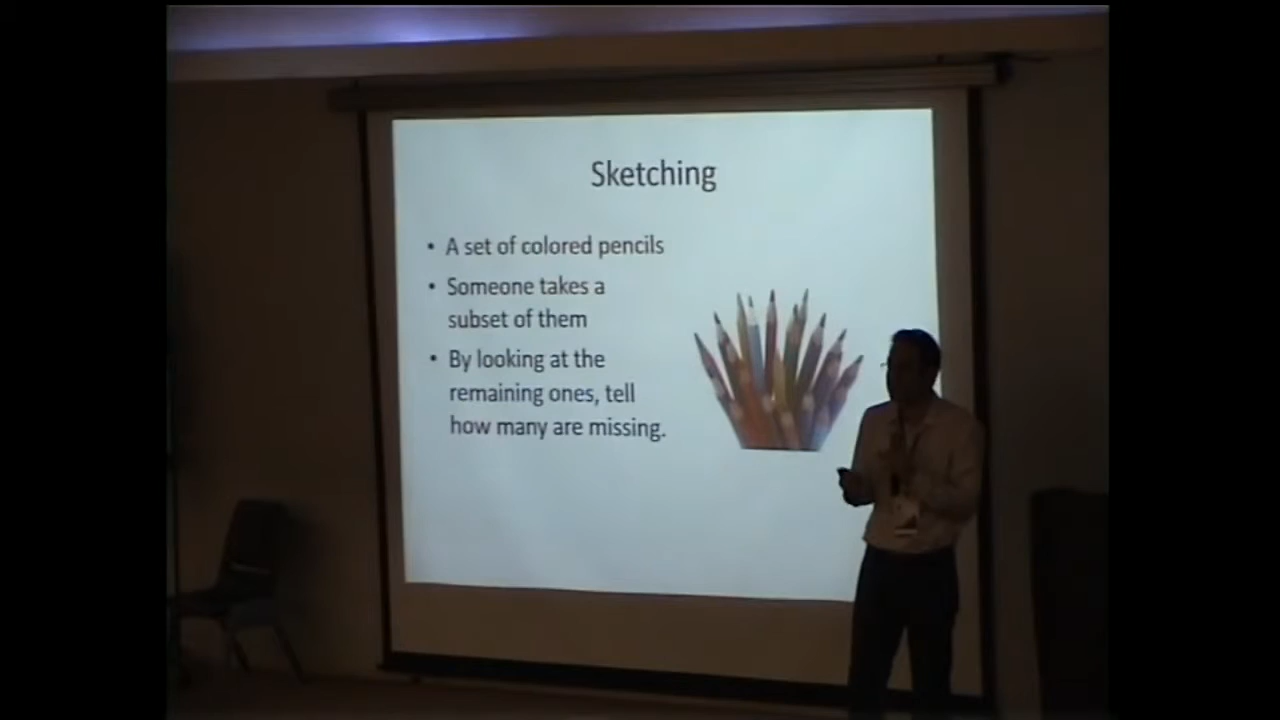 Sketching
• A set of colored pencils
• Someone takes a
subset of them
• By looking at the
remaining ones, tell
how many are missing.